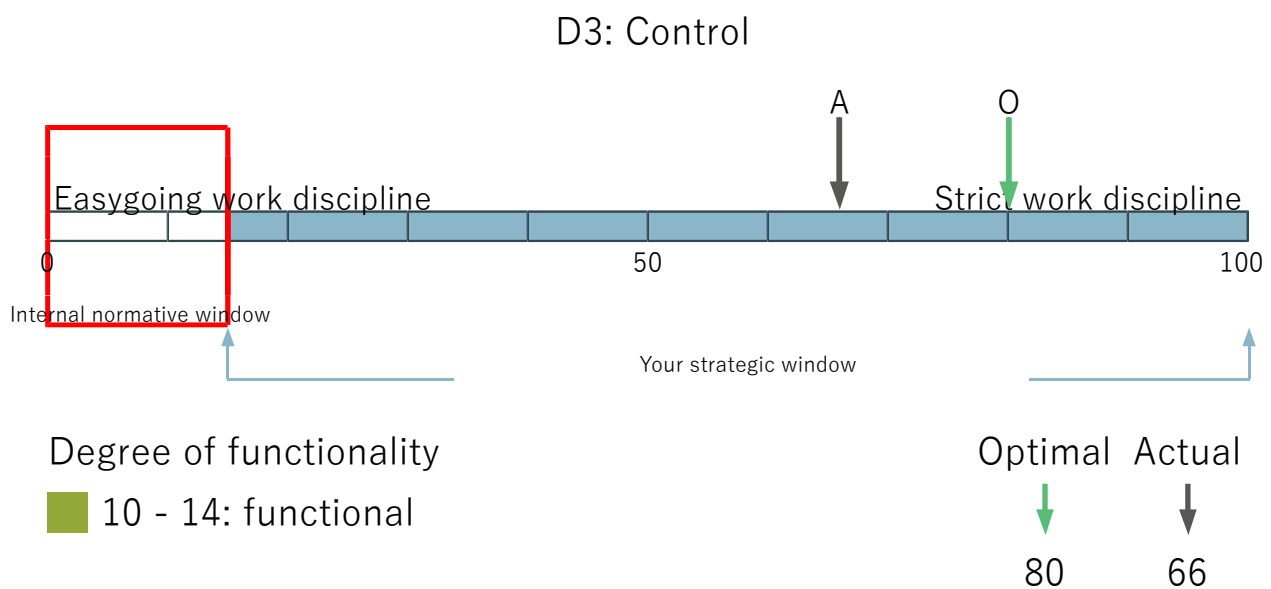 D3: Control
A
O
Easygoing work discipline
Strict work discipline
0
50
100
Internal normative window
Your strategic window
Degree of functionality
Optimal
Actual
10 - 14: functional
80
66